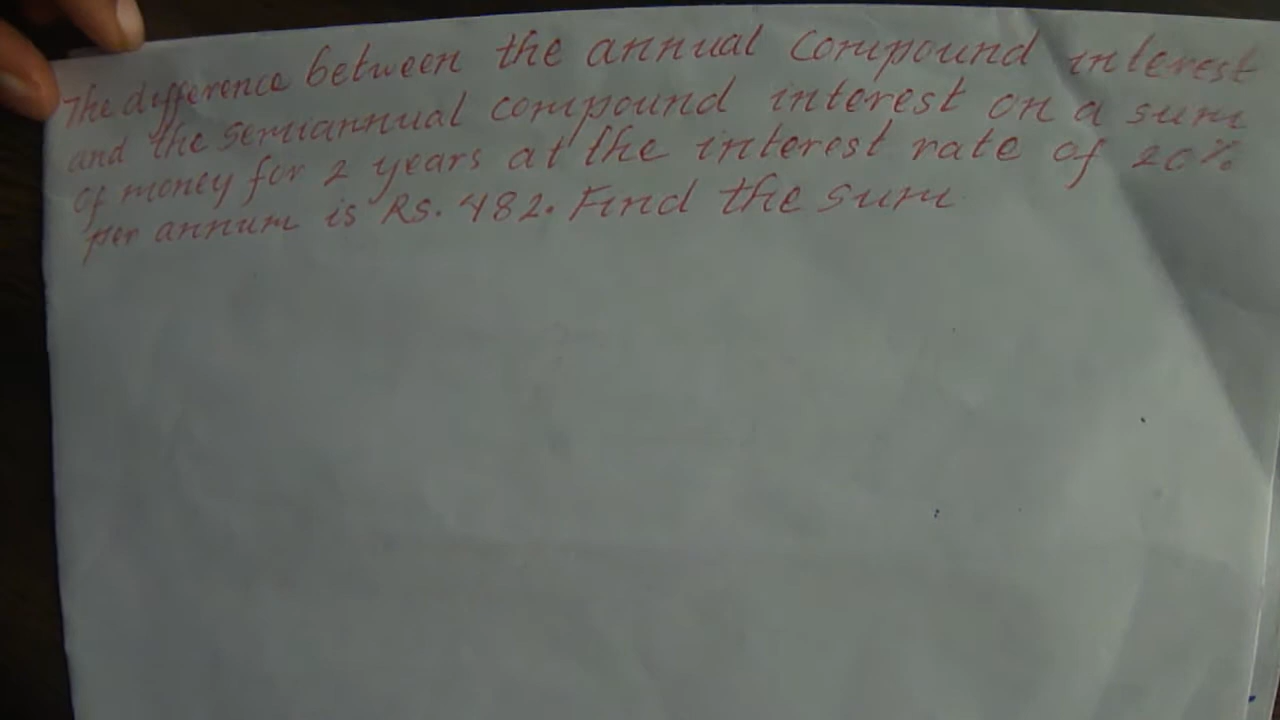 The difference between the annual Compound interest
and the semiannual compound interest on a sum
of money for 2 years at the interest rate of 20%
per annum is Rs. 482. Find the sum